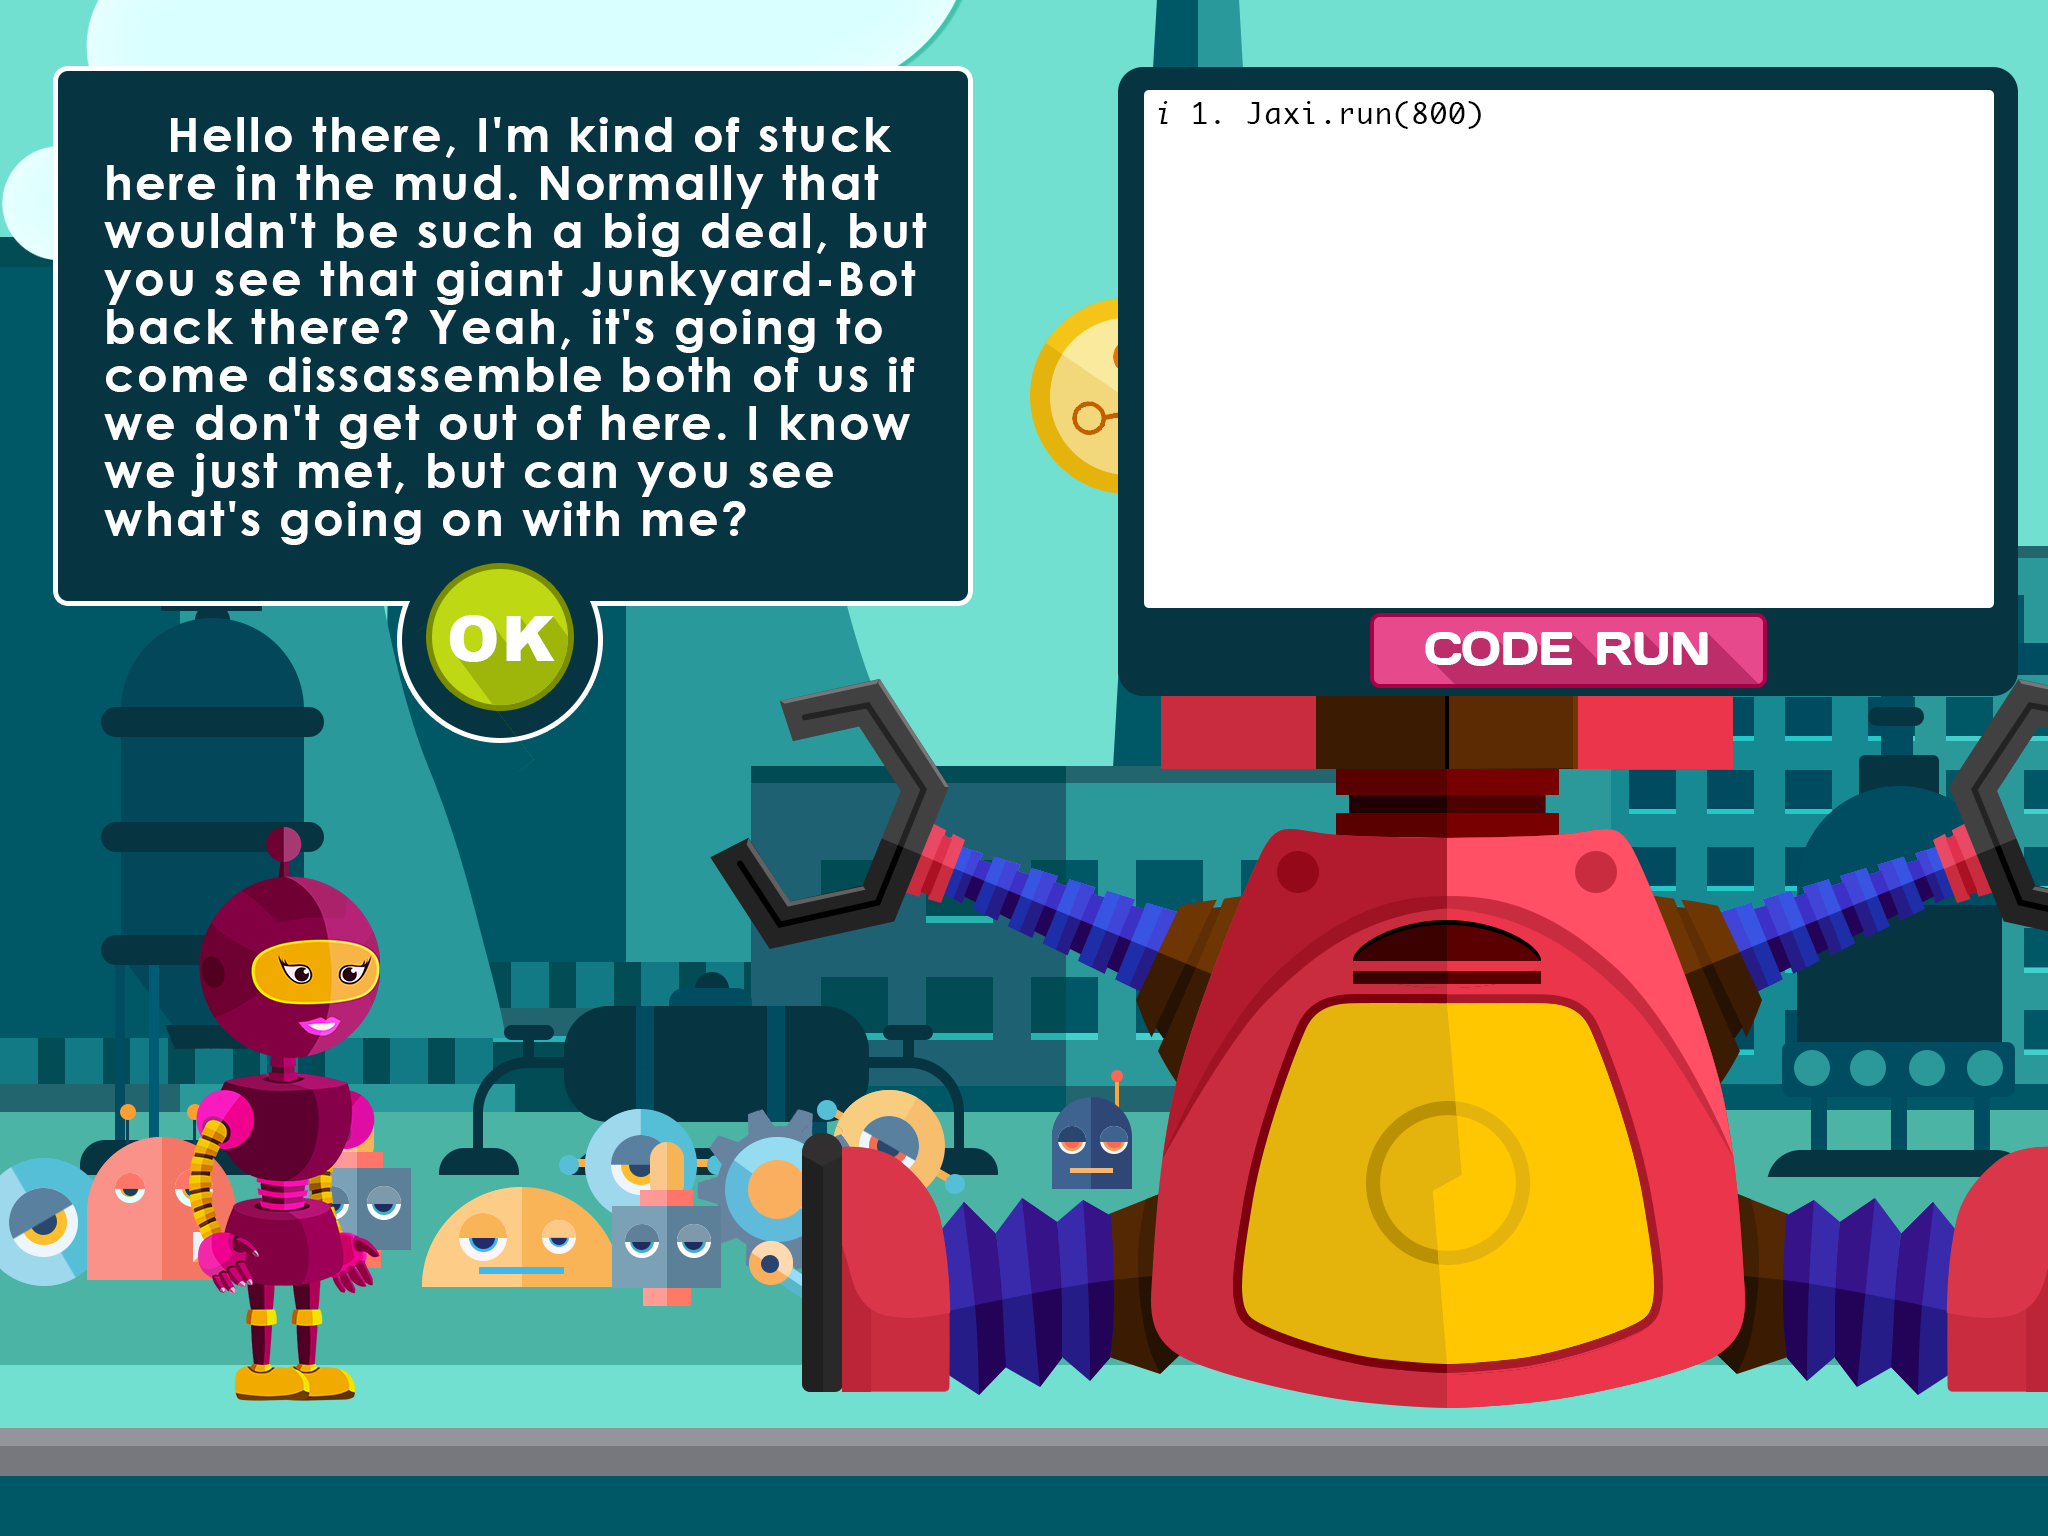 Hello there, I'm kind of stuck
here in the mud. Normally that
wouldn't be such a big deal, but
you see that giant Junkyard-Bot
back there? Yeah, it's going to
come dissassemble both of us if
we don't get out of here. I know
we just met, but can you see
what's going on with me?
OK
i 1. Jaxi.run(800)
CODE RUN